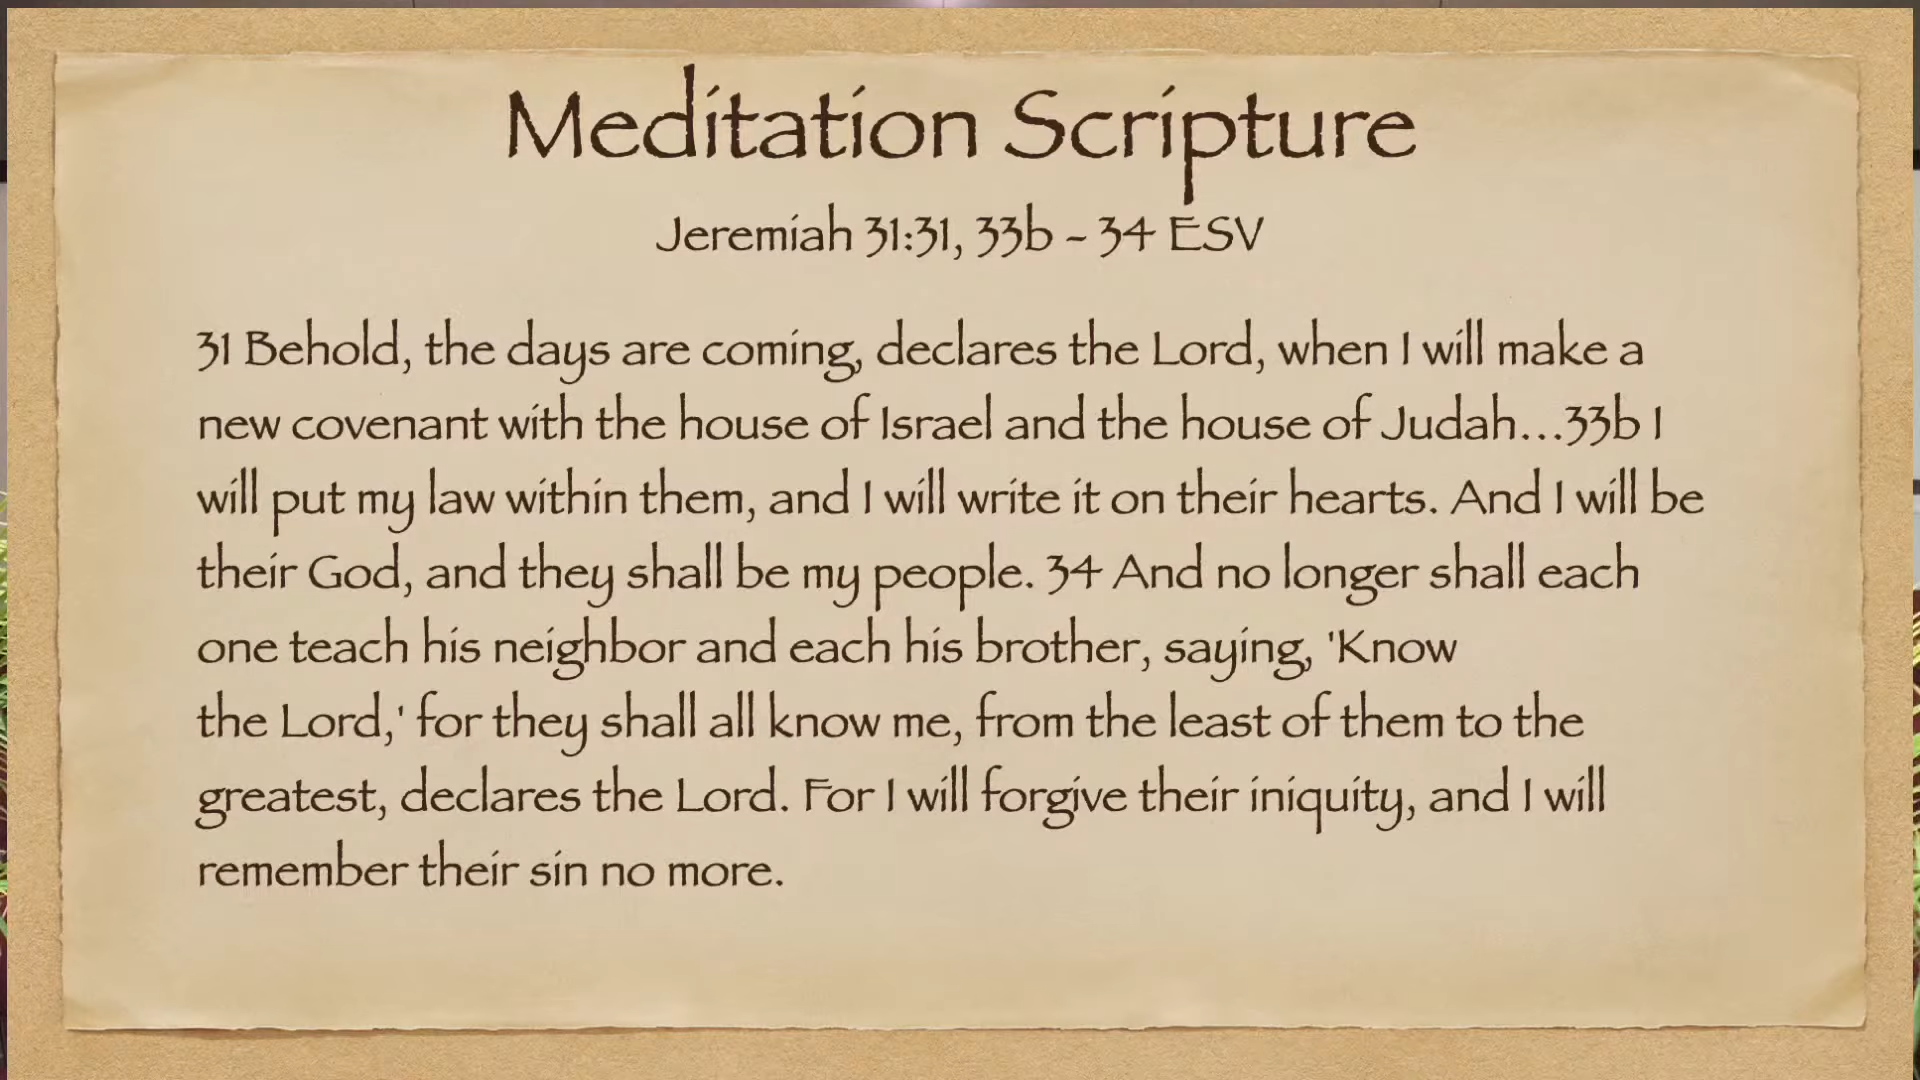 Meditation Scripture
Jeremiah 31:31, 33b - 34 ESV
31 Behold, the days are coming, declares the Lord, when I will make a
new covenant with the house of Israel and the house of Judah...33b I
will put my law within them, and I will write it on their hearts. And I will be
their God, and they shall be my people. 34 And no longer shall each
one teach his neighbor and each his brother, saying, 'Know
the Lord,' for they shall all know me, from the least of them to the
greatest, declares the Lord. For I will forgive their iniquity, and I will
remember their sin no more.